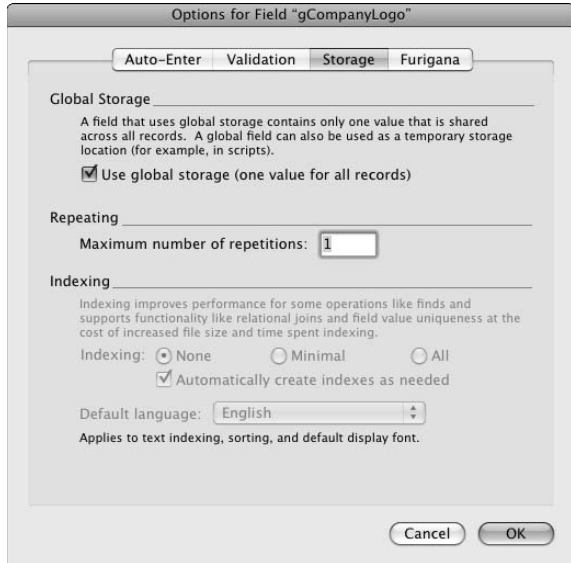 Options for Field “gCompanyLogo”
Auto-Enter Validation Storage Furigana
Global Storage
A field that uses global storage contains only one value that is shared
across all records. A global field can also be used as a temporary storage
location (for example, in scripts).
Use global storage (one value for all records)
Repeating
Maximum number of repetitions: 1
Indexing
Indexing improves performance for some operations like finds and
supports functionality like relational joins and field value uniqueness at the
cost of increased file size and time spent indexing.
Indexing: None Minimal All
Automatically create indexes as needed
Default language: English
Applies to text indexing, sorting, and default display font.
Cancel OK